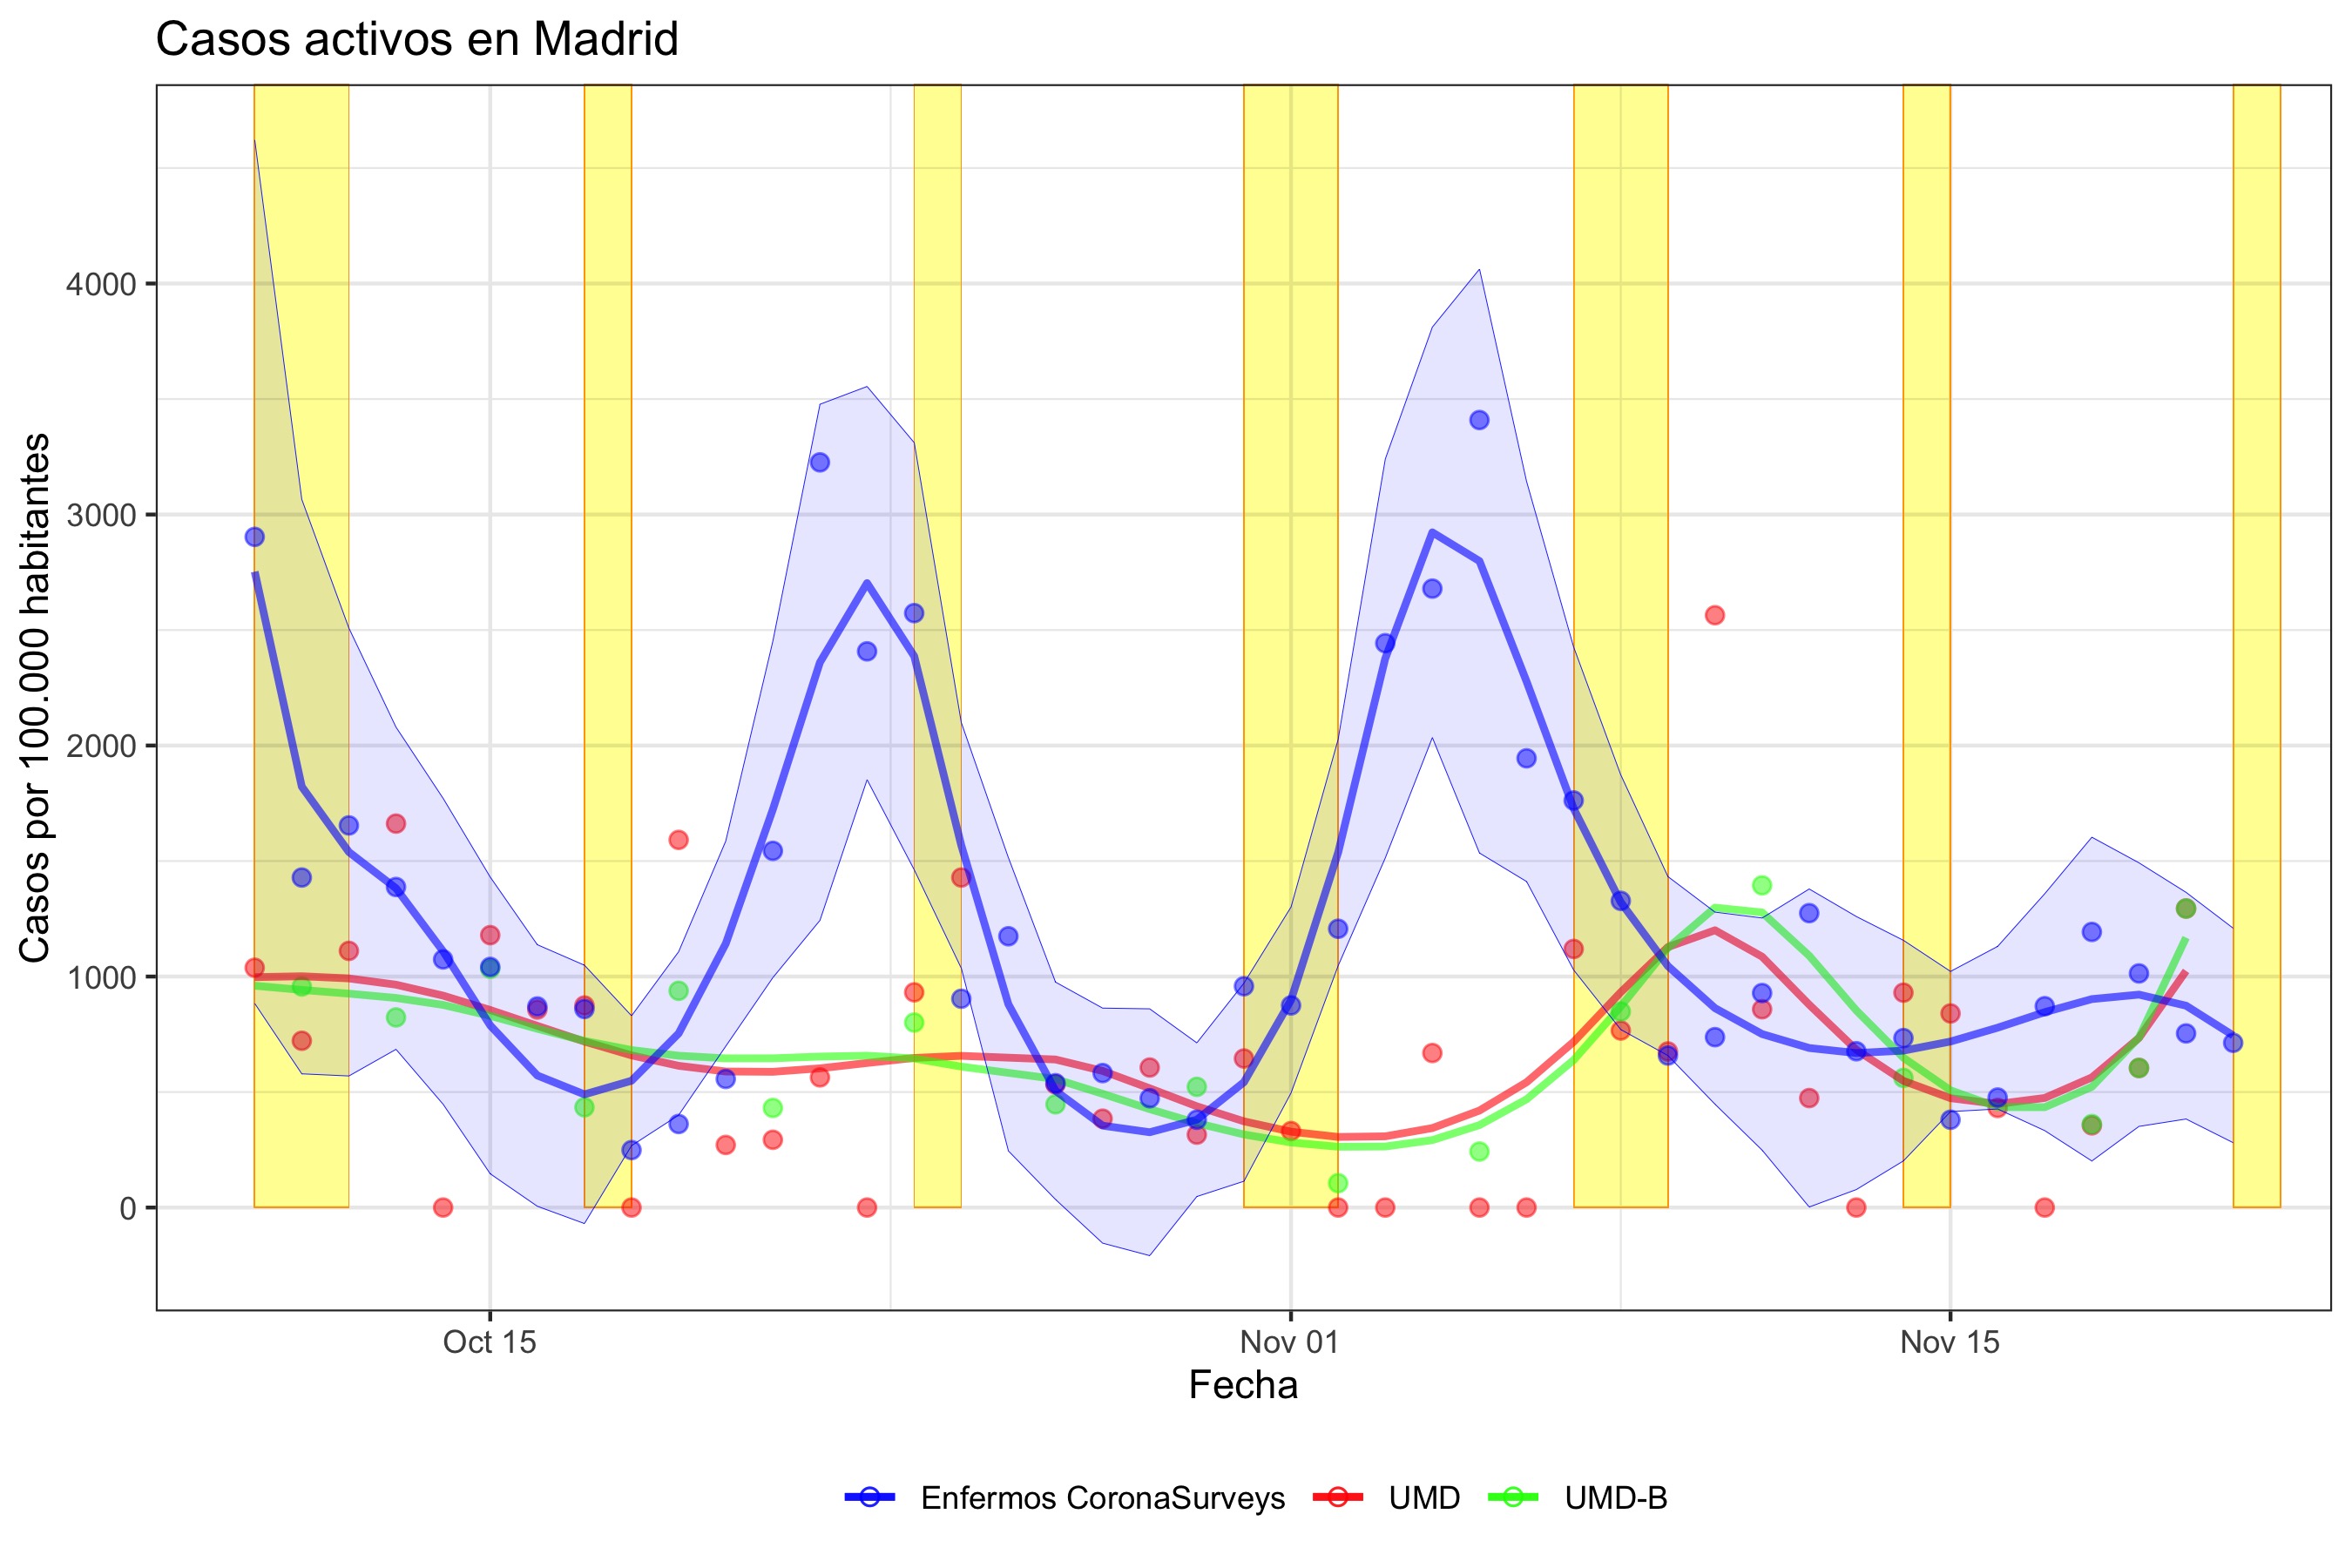 Casos activos en Madrid
Casos por 100.000 habitantes
4000
3000
2000
1000
0
Oct 15
Nov 01
Nov 15
Fecha
Enfermos CoronaSurveys
UMD
UMD-B